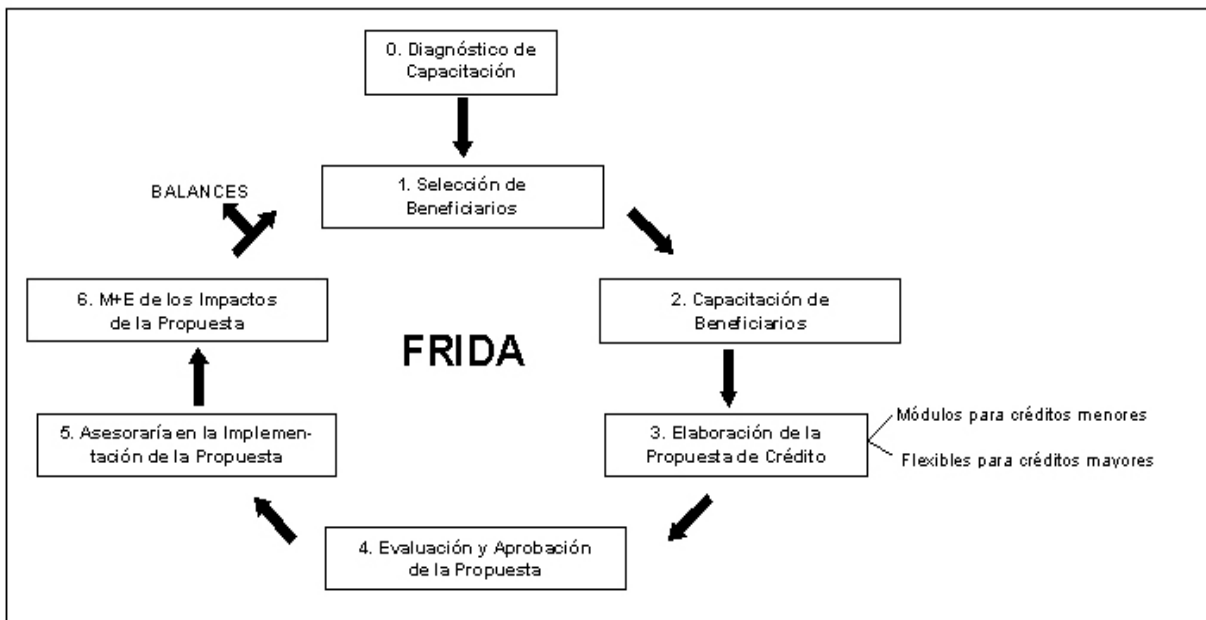 0. Diagnóstico de
Capacitación
1. Selección de
Beneficiarios
BALANCES
2. Capacitación de
Beneficiarios
6. M+E de los Impactos
de la Propuesta
FRIDA
3. Elaboración de la
Propuesta de Crédito
Módulos para créditos menores
Flexibles para créditos mayores
5. Asesoraría en la Implemen-
tación de la Propuesta
4. Evaluación y Aprobación
de la Propuesta